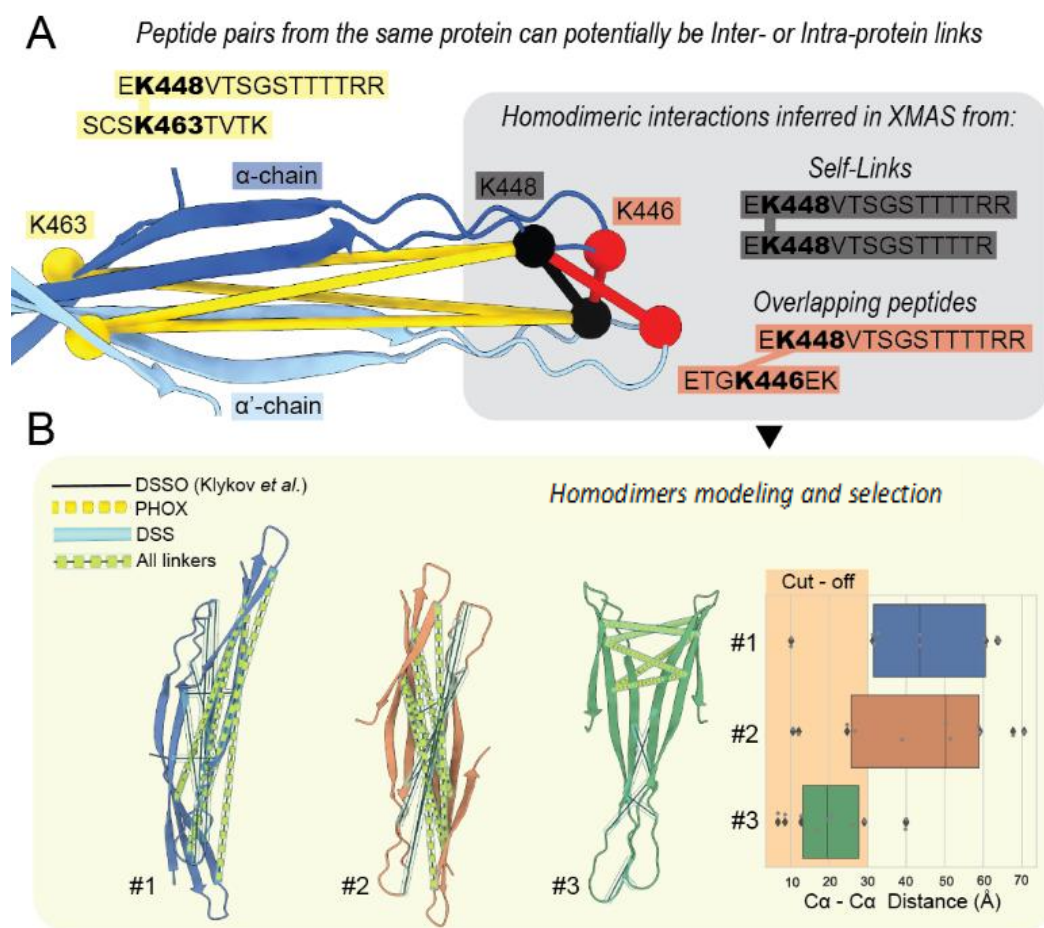 A
Peptide pairs from the same protein can potentially be Inter- or Intra-protein links
EK448VTSGSTTTTRR
SCSK463TVTK
Homodimeric interactions inferred in XMAS from:
α-chain
K448
Self-Links
K463
K446
EK448VTSGSTTTTRR
EK448VTSGSTTTTR
Overlapping peptides
EK448VTSGSTTTTRR
ETGK446EK
α’-chain
B
DSSO (Klykov et al.)
PHOX
DSS
All linkers
Homodimers modeling and selection
Cut - off
#1
#2
#3
#1
#2
#3
10 20 30 40 50 60 70
Cα - Cα Distance (Å)